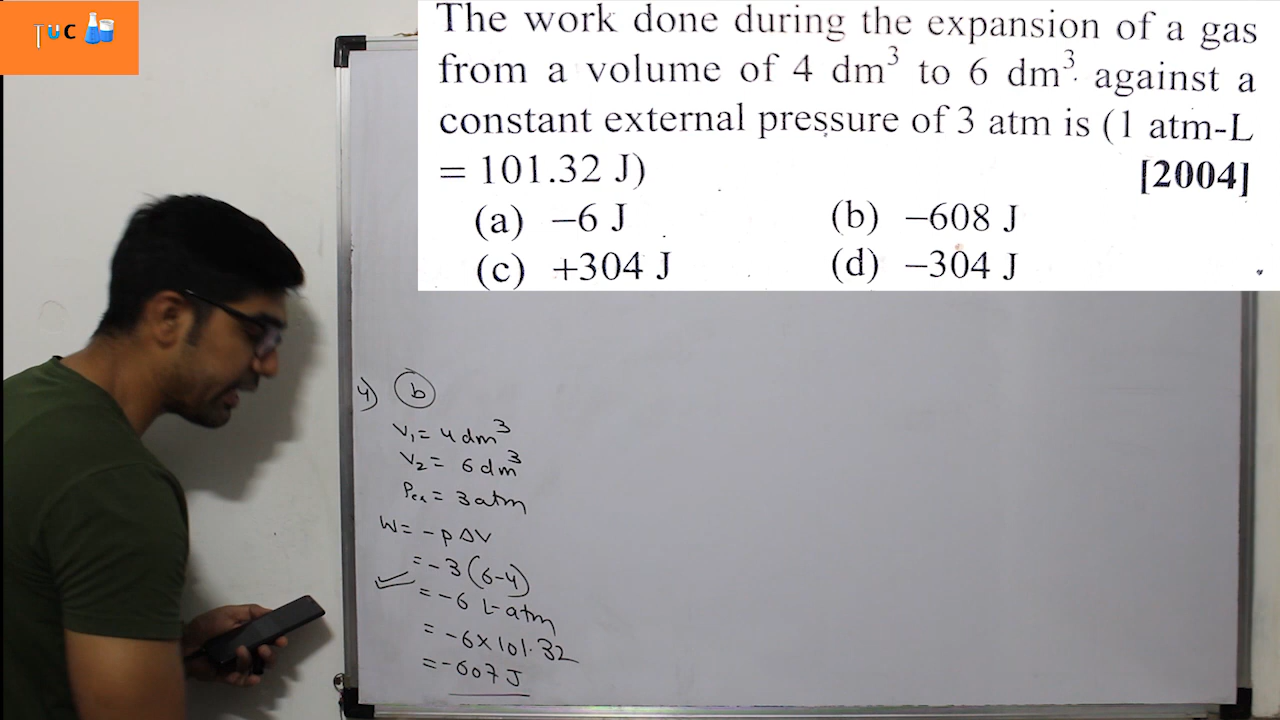 TUC
The work done during the expansion of a gas
from a volume of 4 dm³ to 6 dm³ against a
constant external pressure of 3 atm is (1 atm-L
= 101.32 J) [2004]
(a) −6 J (b) −608 J
(c) +304 J (d) −304 J
4) b
V₁ = 4 dm³
V₂ = 6 dm³
Pex = 3 atm
W = - P ΔV
= - 3 (6-4)
= - 6 L-atm
= -6 × 101.32
= - 607 J